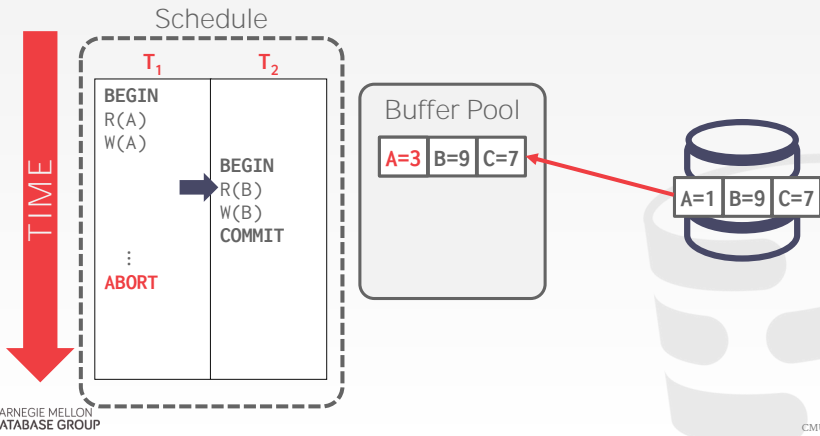 Schedule
T1 T2
BEGIN
R(A)
W(A)
BEGIN
R(B)
W(B)
COMMIT
⋮
ABORT
TIME
Buffer Pool
A=3 B=9 C=7
A=1 B=9 C=7
ARNEGIE MELLON
ATABASE GROUP
CMU